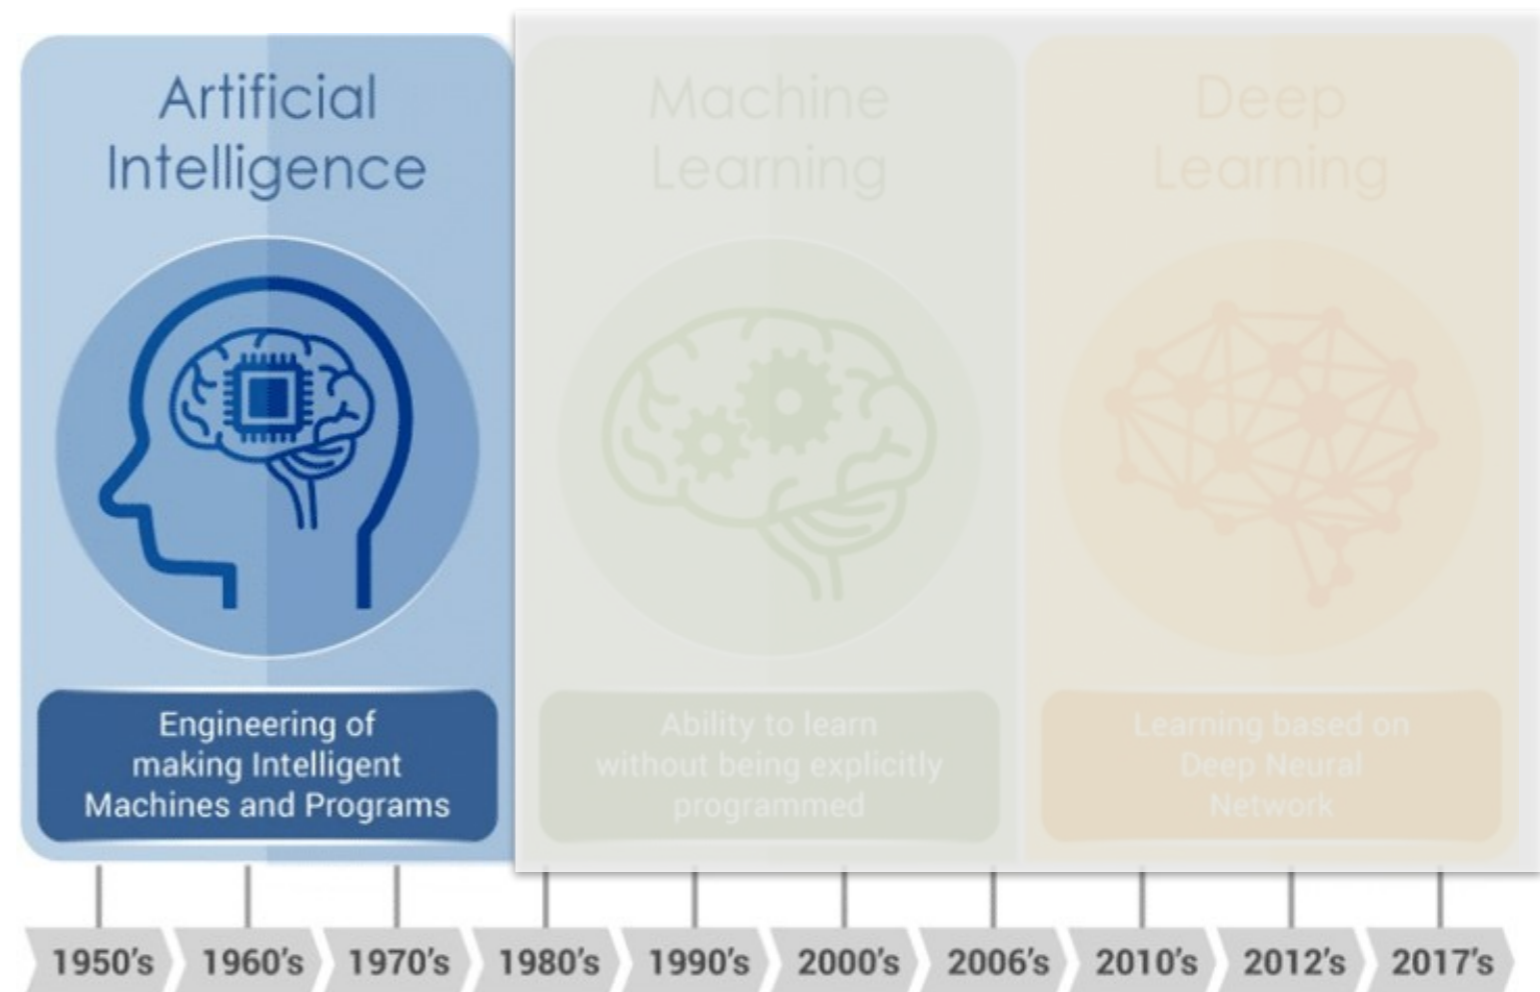 Artificial
Intelligence
Engineering of
making Intelligent
Machines and Programs
Machine
Learning
Ability to learn
without being explicitly
programmed
Deep
Learning
Learning based on
Deep Neural
Network
1950's 1960's 1970's 1980's 1990's 2000's 2006's 2010's 2012's 2017's